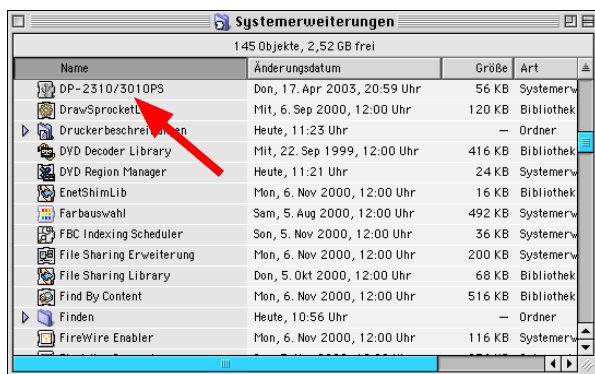 Systemerweiterungen
145 Objekte, 2,52 GB frei
Name Änderungsdatum Größe Art
DP-2310/3010PS Don, 17. Apr 2003, 20:59 Uhr 56 KB Systemerw
DrawSprocketL Mit, 6. Sep 2000, 12:00 Uhr 120 KB Bibliothek
Heute, 11:23 Uhr — Ordner
DVD Decoder Library Mit, 22. Sep 1999, 12:00 Uhr 416 KB Bibliothek
DVD Region Manager Heute, 11:21 Uhr 24 KB Systemerw
EnetShimLib Mon, 6. Nov 2000, 12:00 Uhr 16 KB Bibliothek
Farbauswahl Sam, 5. Aug 2000, 12:00 Uhr 492 KB Systemerw
FBC Indexing Scheduler Son, 5. Nov 2000, 12:00 Uhr 36 KB Systemerw
File Sharing Erweiterung Mon, 6. Nov 2000, 12:00 Uhr 200 KB Systemerw
File Sharing Library Don, 5. Okt 2000, 12:00 Uhr 68 KB Bibliothek
Find By Content Mon, 6. Nov 2000, 12:00 Uhr 516 KB Bibliothek
Finden Heute, 10:56 Uhr — Ordner
FireWire Enabler Mon, 6. Nov 2000, 12:00 Uhr 116 KB Systemerw